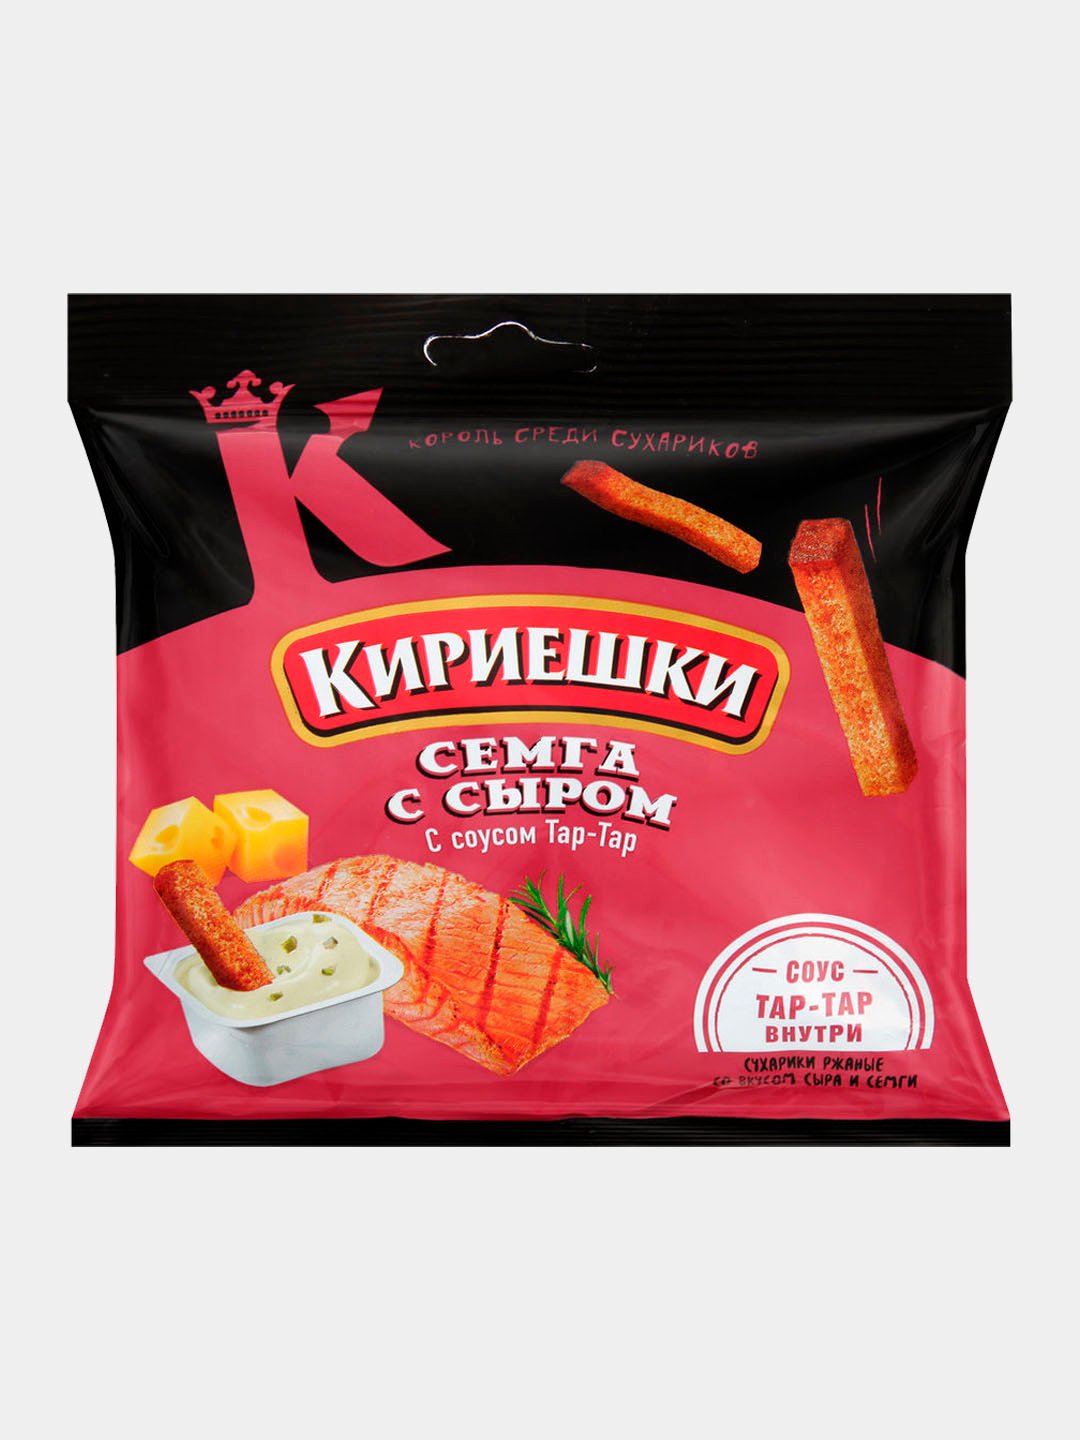 К
КОРОЛЬ СРЕДИ СУХАРИКОВ
КИРИЕШКИ
СЕМГА
С СЫРОМ
С соусом Тар-Тар
СОУС
ТАР-ТАР
ВНУТРИ
СУХАРИКИ РЖАНЫЕ
СО ВКУСОМ СЫРА И СЕМГИ